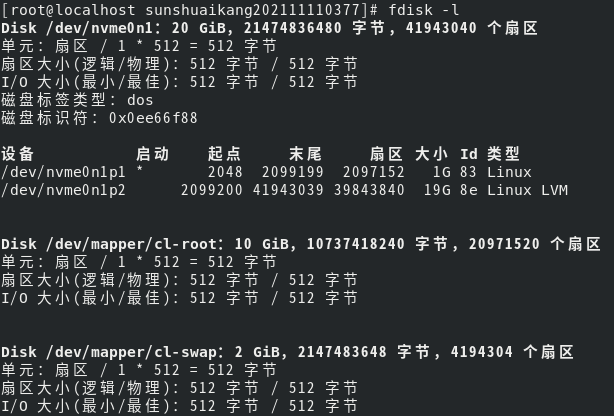 [root@localhost sunshuaikang202111110377]# fdisk -l
Disk /dev/nvme0n1：20 GiB，21474836480 字节，41943040 个扇区
单元：扇区 / 1 * 512 = 512 字节
扇区大小(逻辑/物理)：512 字节 / 512 字节
I/O 大小(最小/最佳)：512 字节 / 512 字节
磁盘标签类型：dos
磁盘标识符：0x0ee66f88
设备 启动 起点 末尾 扇区 大小 Id 类型
/dev/nvme0n1p1 * 2048 2099199 2097152 1G 83 Linux
/dev/nvme0n1p2 2099200 41943039 39843840 19G 8e Linux LVM
Disk /dev/mapper/cl-root：10 GiB，10737418240 字节，20971520 个扇区
单元：扇区 / 1 * 512 = 512 字节
扇区大小(逻辑/物理)：512 字节 / 512 字节
I/O 大小(最小/最佳)：512 字节 / 512 字节
Disk /dev/mapper/cl-swap：2 GiB，2147483648 字节，4194304 个扇区
单元：扇区 / 1 * 512 = 512 字节
扇区大小(逻辑/物理)：512 字节 / 512 字节
I/O 大小(最小/最佳)：512 字节 / 512 字节